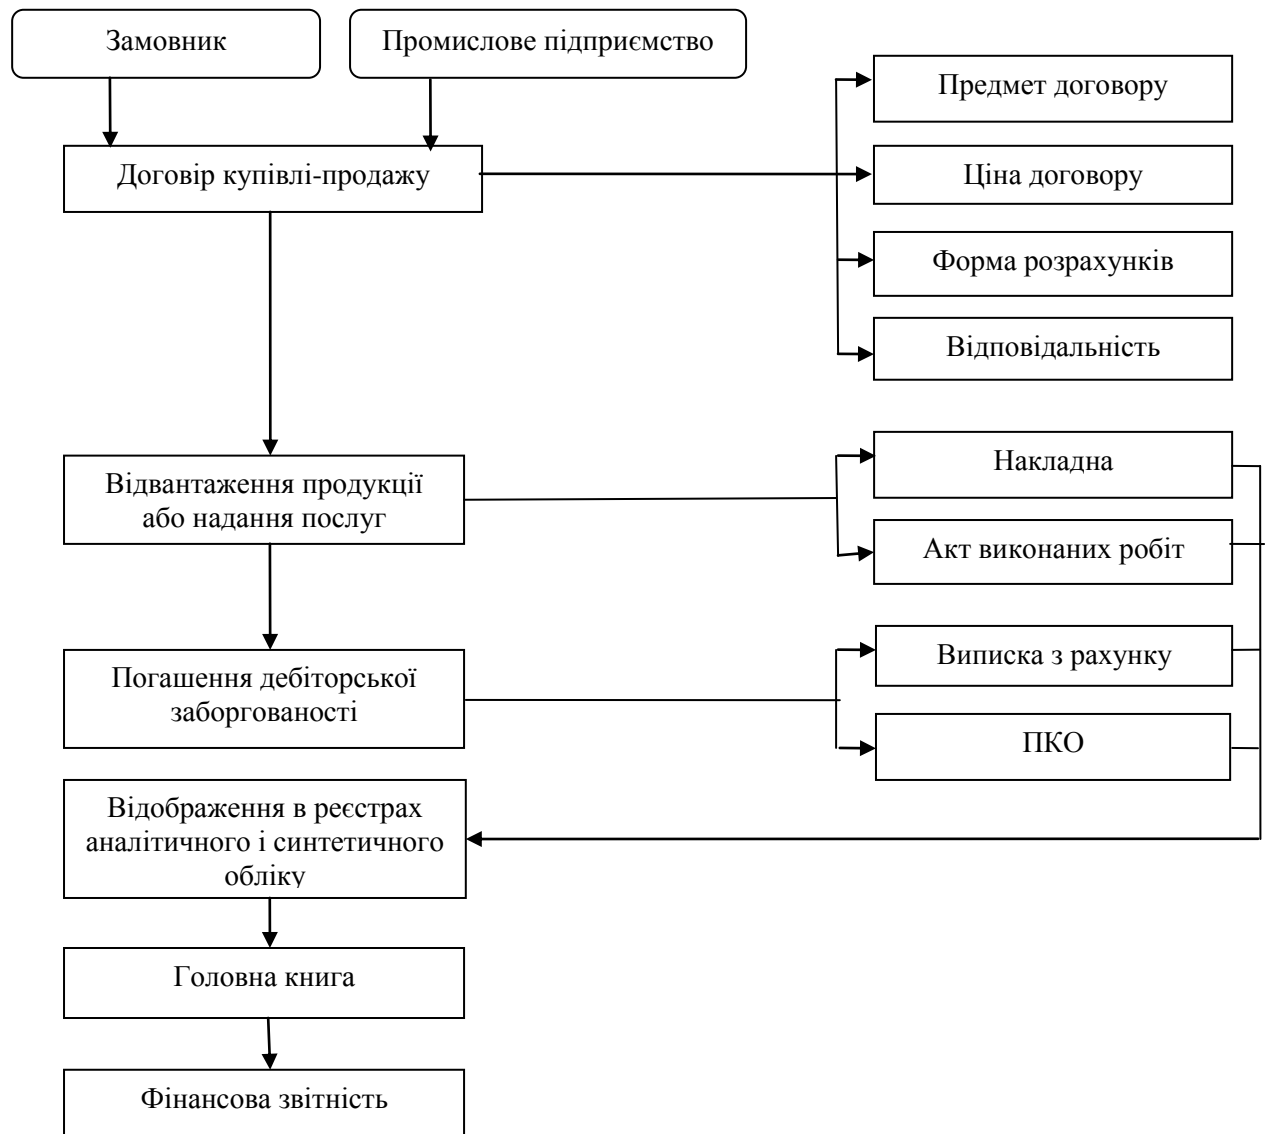 Замовник
Промислове підприємство
Предмет договору
Договір купівлі-продажу
Ціна договору
Форма розрахунків
Відповідальність
Відвантаження продукції
або надання послуг
Накладна
Акт виконаних робіт
Погашення дебіторської
заборгованості
Виписка з рахунку
ПКО
Відображення в реєстрах
аналітичного і синтетичного
обліку
Головна книга
Фінансова звітність